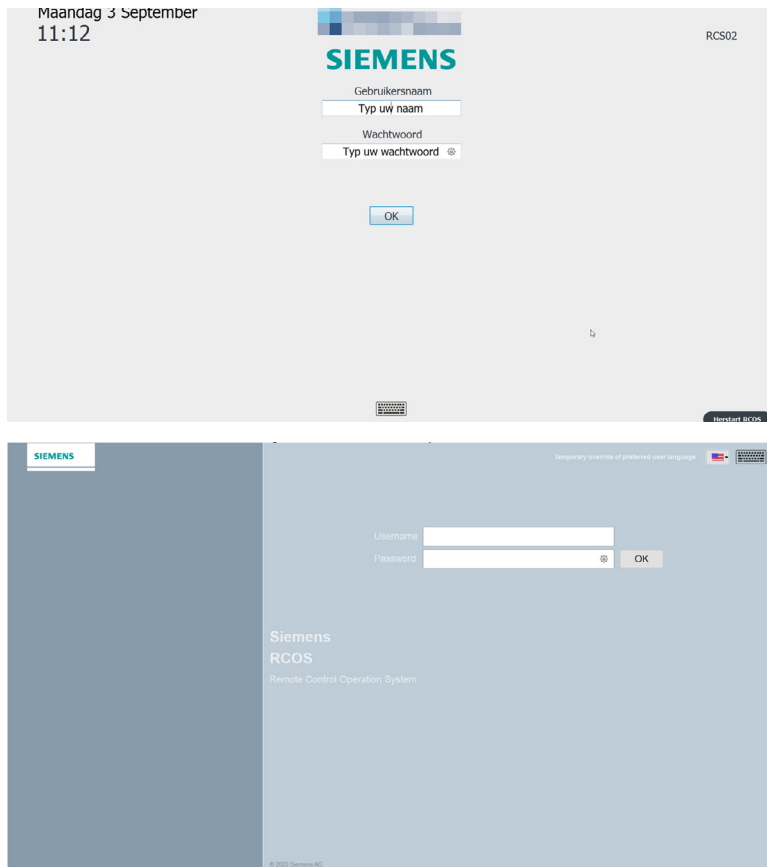 Maandag 3 September
11:12
RCS02
SIEMENS
Gebruikersnaam
Typ uw naam
Wachtwoord
Typ uw wachtwoord
OK
Herstart RCOS
SIEMENS
temporary override of preferred user language
Username
Password
OK
Siemens
RCOS
Remote Control Operation System
© 2020 Siemens AG